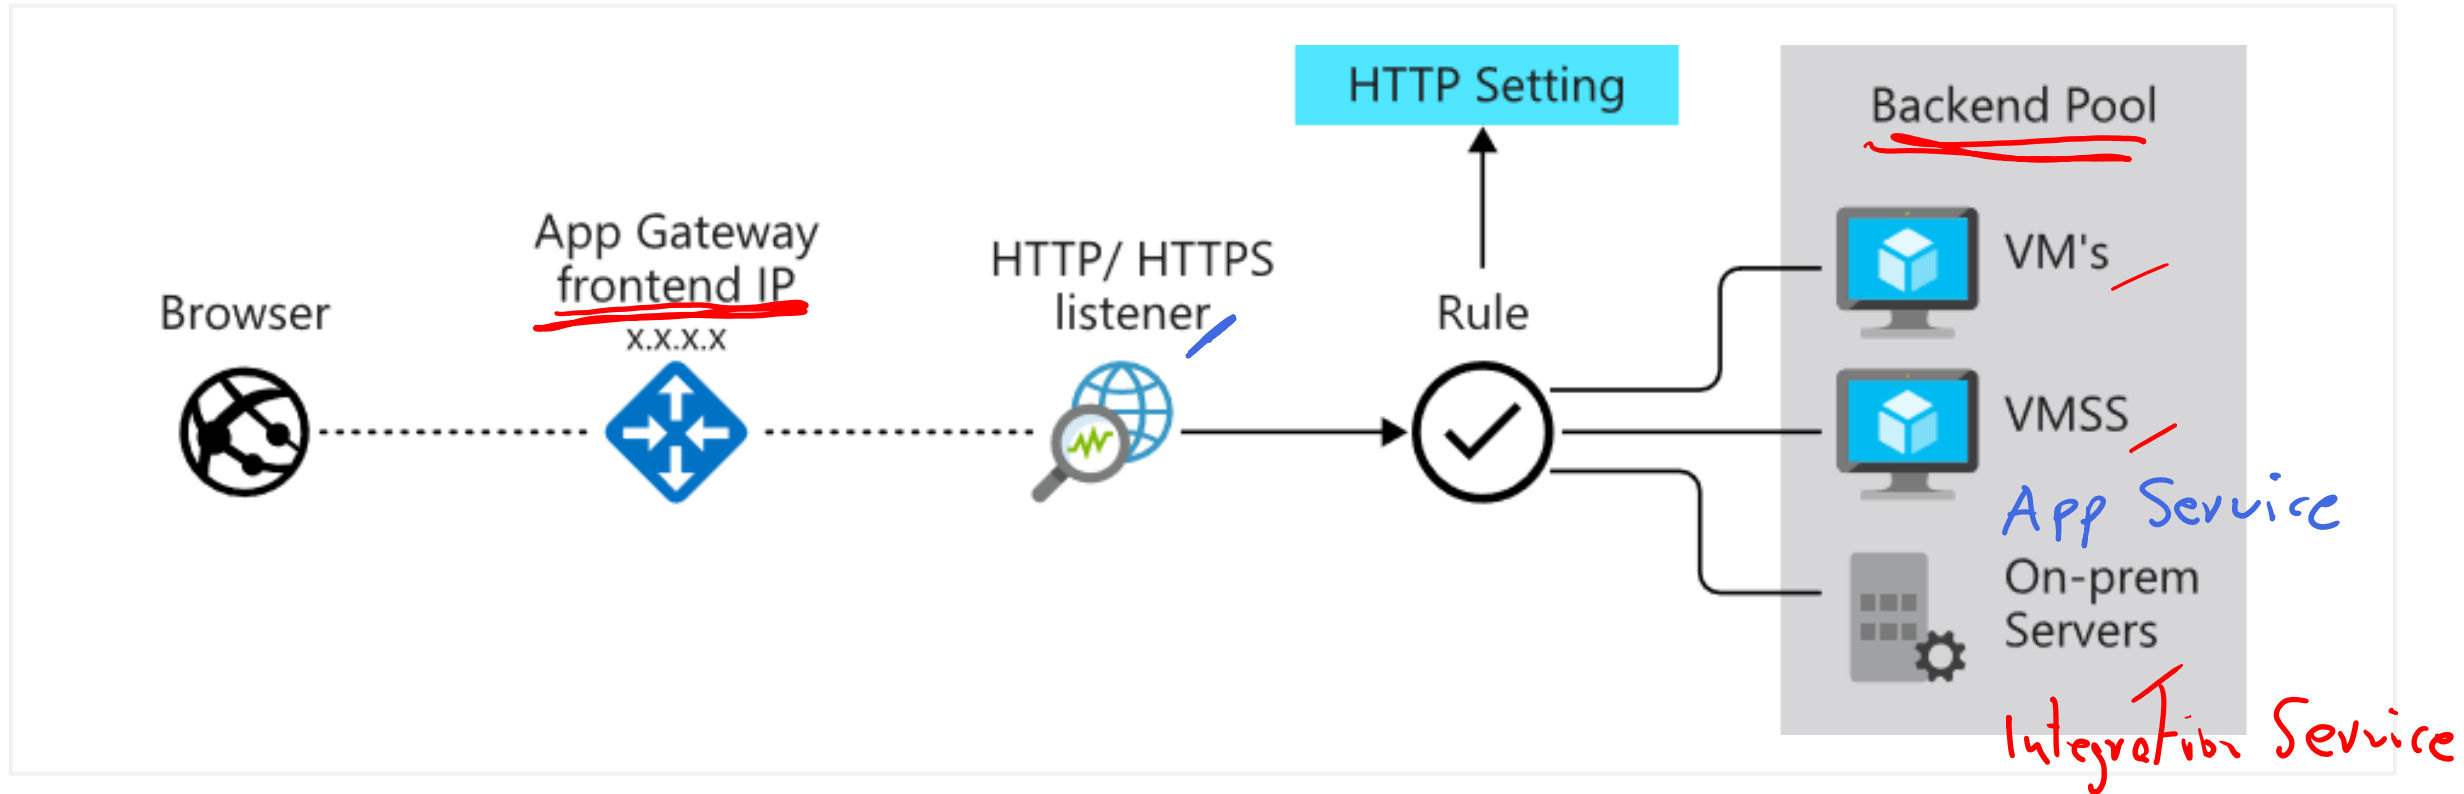 HTTP Setting
Backend Pool
App Gateway
frontend IP
x.x.x.x
HTTP/ HTTPS
listener
Browser
Rule
VM's
VMSS
App Service
On-prem
Servers
Integration Service